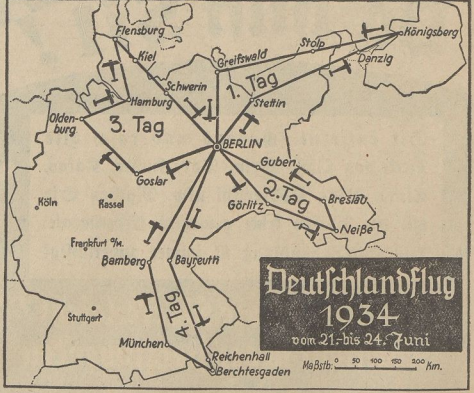 Flensburg
Kiel
Schwerin
Hamburg
Olden-
burg
3. Tag
Goslar
Greifswald
Stolp
Königsberg
Danzig
1. Tag
Stettin
BERLIN
Guben
2. Tag
Breslau
Görlitz
Neiße
Köln
Kassel
Frankfurt a/M.
Stuttgart
Bamberg
Bayreuth
4. Tag
München
Reichenhall
Berchtesgaden
Deutſchlandflug
1934
vom 21.- bis 24. Juni
Maßstb. 0 50 100 150 200 Km.